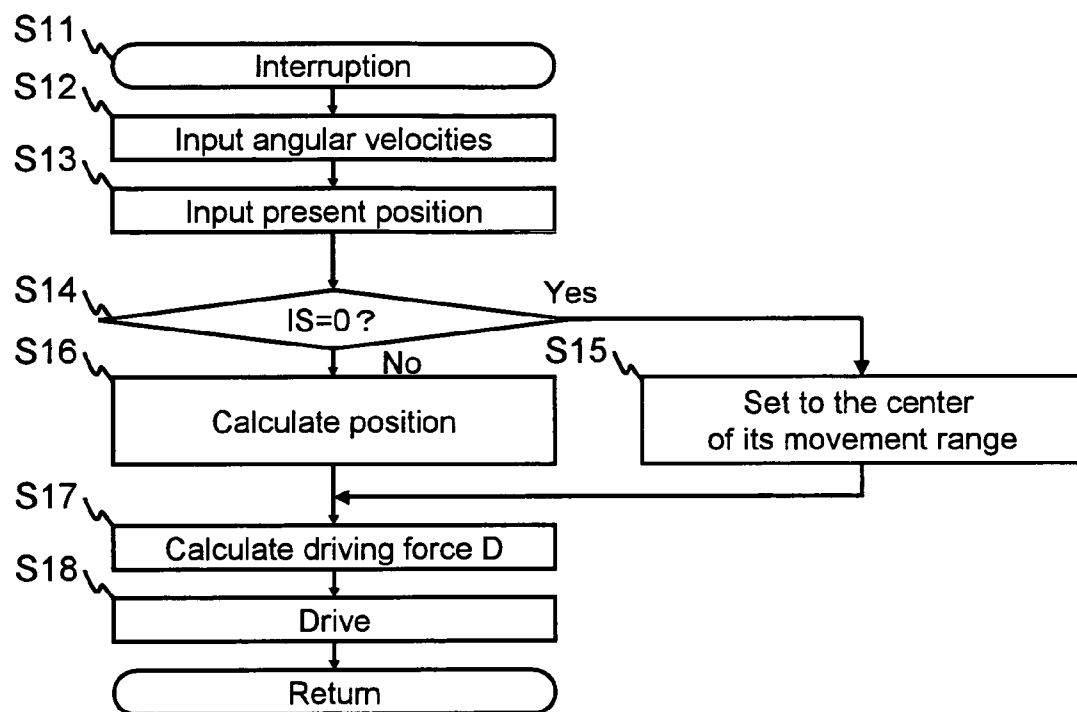 S11
Interruption
S12
Input angular velocities
S13
Input present position
S14
IS=0?
Yes
No
S15
Set to the center
of its movement range
S16
Calculate position
S17
Calculate driving force D
S18
Drive
Return